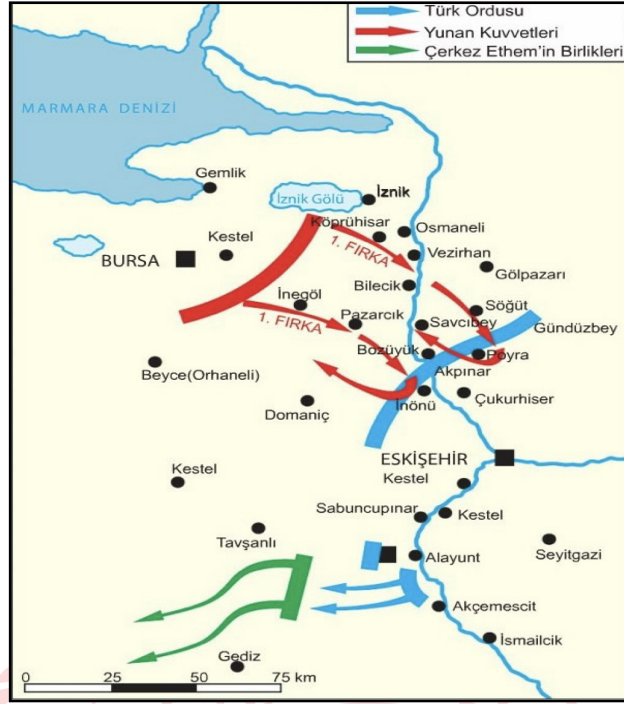 Türk Ordusu
Yunan Kuvvetleri
Çerkez Ethem'in Birlikleri
MARMARA DENİZİ
Gemlik
İznik Gölü
İznik
Köprühisar
Osmaneli
Kestel
1. FIRKA
Vezirhan
BURSA
Gölpazarı
Bilecik
İnegöl
Söğüt
1. FIRKA
Pazarcık
Savcıbey
Gündüzbey
Bozüyük
Poyra
Beyce(Orhaneli)
Akpınar
Domaniç
İnönü
Çukurhiser
ESKİŞEHİR
Kestel
Kestel
Sabuncupınar
Kestel
Tavşanlı
Seyitgazi
Alayunt
Akçemescit
İsmailcik
Gediz
0 25 50 75 km